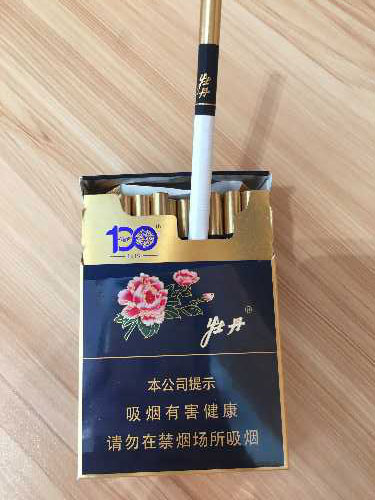 牡丹
100th
牡丹®
本公司提示
吸烟有害健康
请勿在禁烟场所吸烟